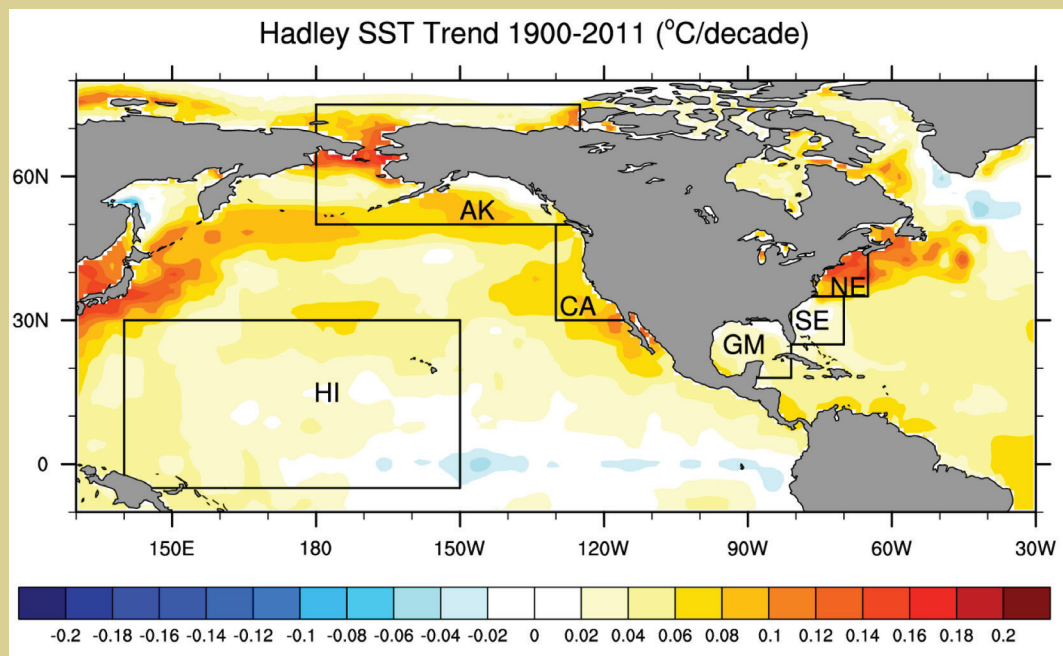 Hadley SST Trend 1900-2011 (°C/decade)
60N
30N
0
AK
CA
NE
SE
GM
HI
150E 180 150W 120W 90W 60W 30W
-0.2 -0.18 -0.16 -0.14 -0.12 -0.1 -0.08 -0.06 -0.04 -0.02 0 0.02 0.04 0.06 0.08 0.1 0.12 0.14 0.16 0.18 0.2